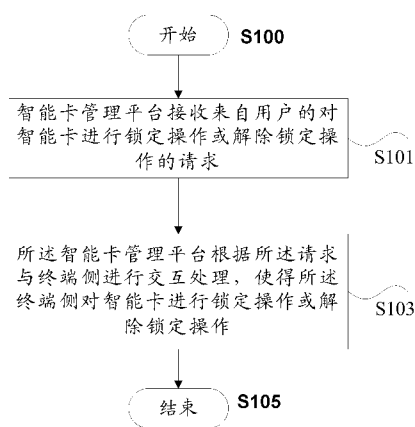 开始 S100
智能卡管理平台接收来自用户的对
智能卡进行锁定操作或解除锁定操
作的请求
S101
所述智能卡管理平台根据所述请求
与终端侧进行交互处理，使得所述
终端侧对智能卡进行锁定操作或解
除锁定操作
S103
结束 S105